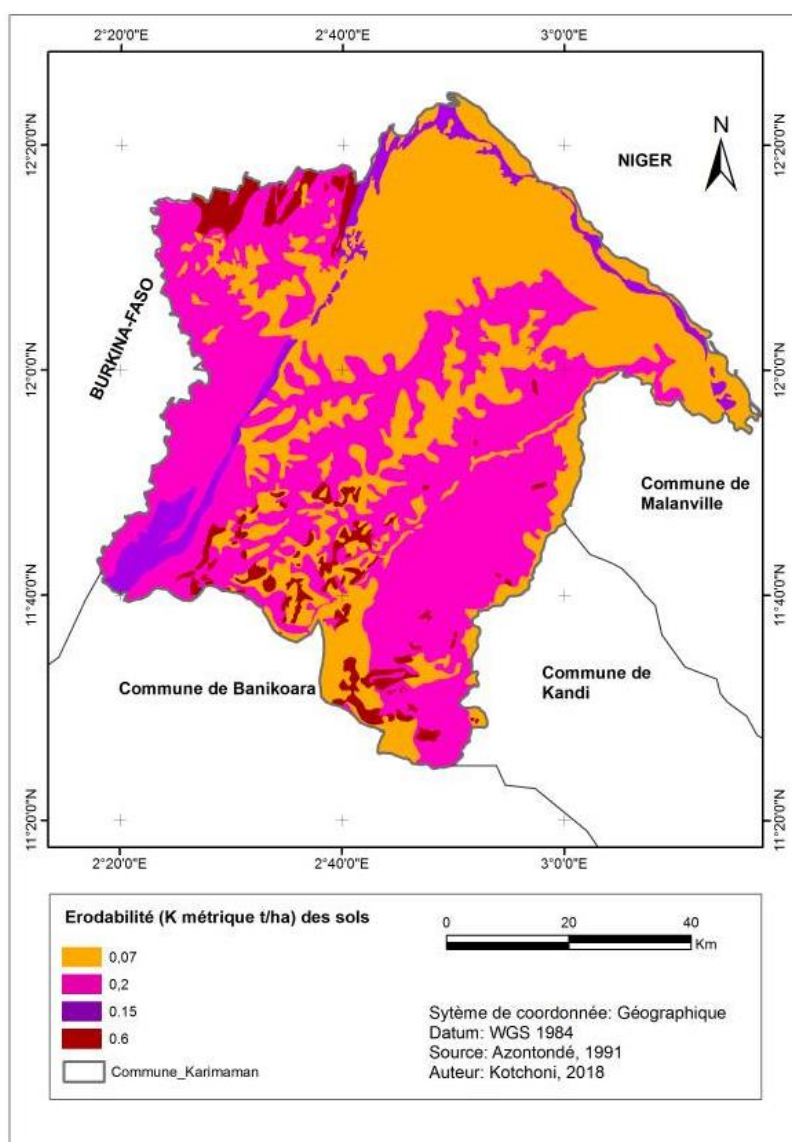 2°20'0"E 2°40'0"E 3°0'0"E
N
12°20'0"N 12°20'0"N
NIGER
BURKINA-FASO
12°0'0"N 12°0'0"N
Commune de
Malanville
11°40'0"N 11°40'0"N
Commune de Banikoara
Commune de
Kandi
11°20'0"N 11°20'0"N
2°20'0"E 2°40'0"E 3°0'0"E
Erodabilité (K métrique t/ha) des sols
0,07
0,2
0.15
0.6
Commune_Karimaman
0 20 40
Km
Sytème de coordonnée: Géographique
Datum: WGS 1984
Source: Azontondé, 1991
Auteur: Kotchoni, 2018